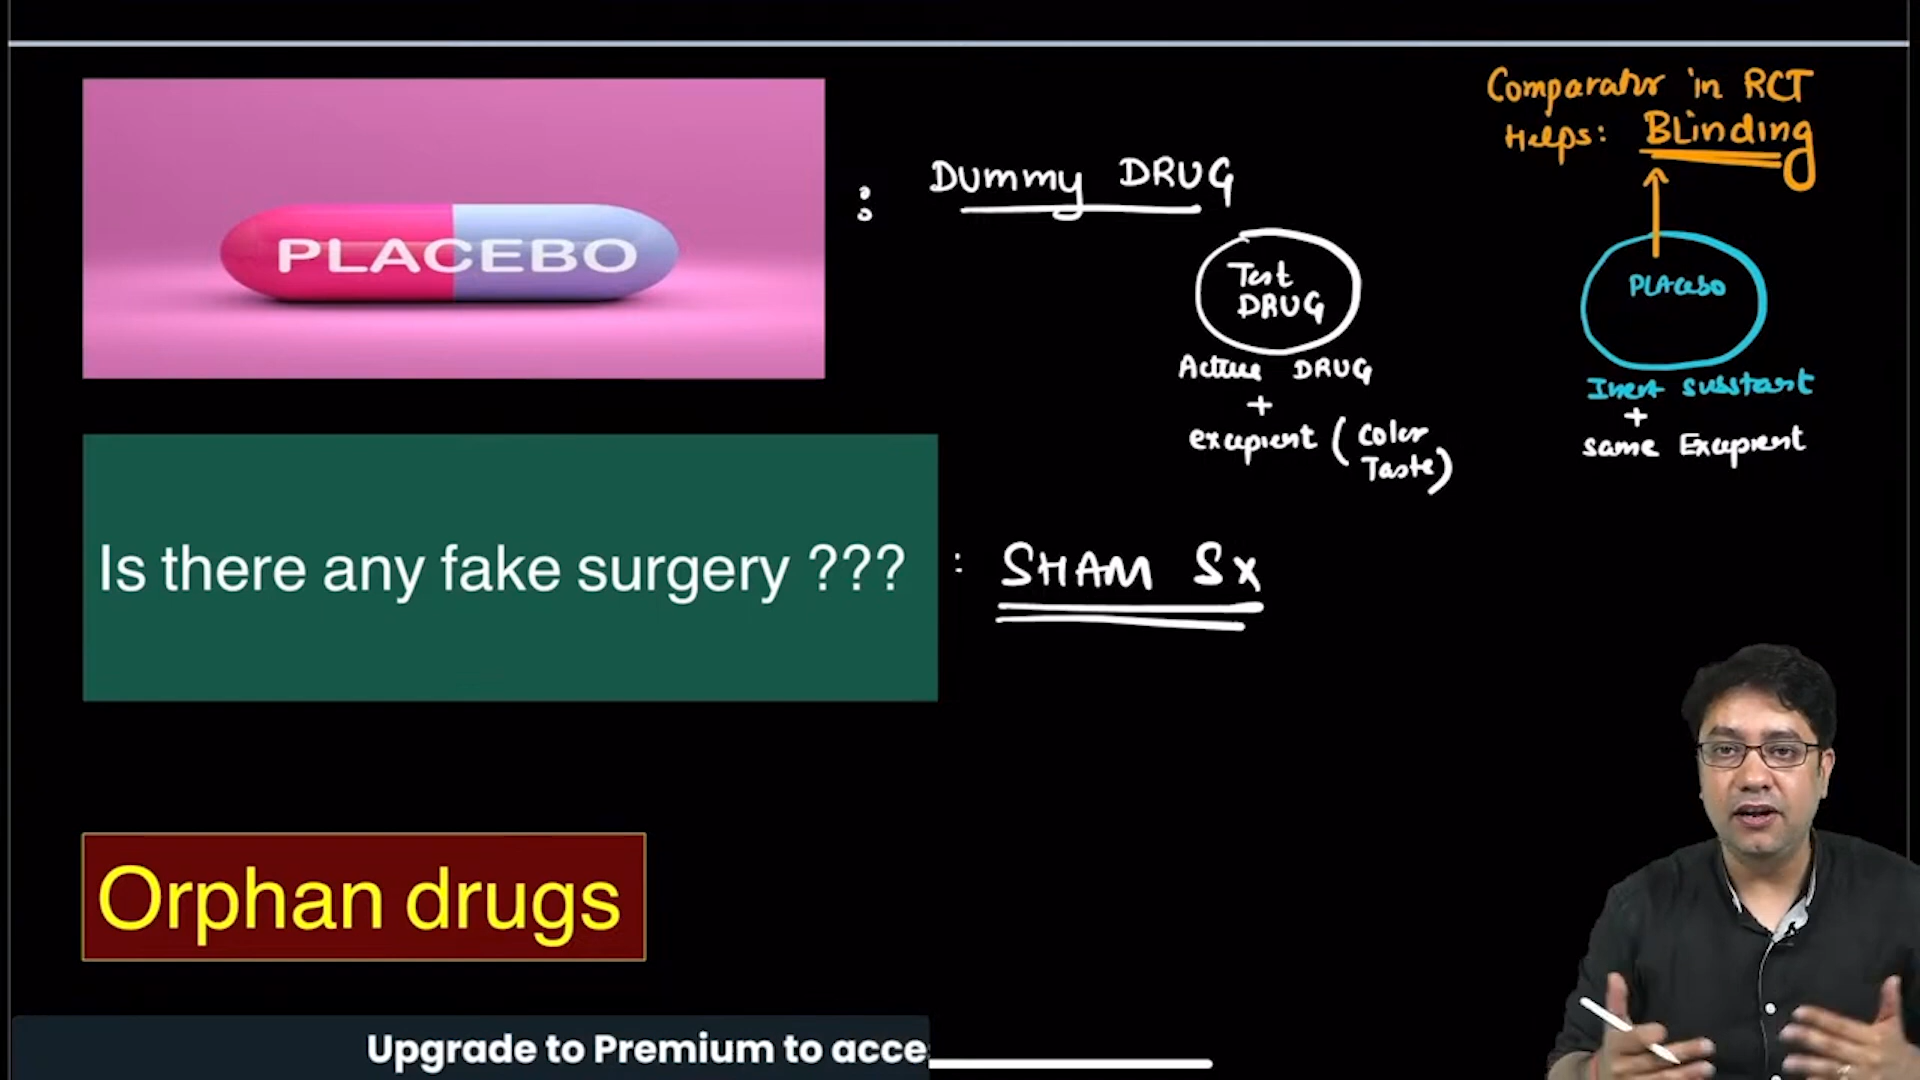 Comparator in RCT
Helps: BLinding
PLACEBO
: Dummy DRUG
Test
DRUG
PLAcebo
Active DRUG
+
excipient (Color
Taste)
Inert substant
+
same Excipient
Is there any fake surgery ???
: SHAM Sx
Orphan drugs
Upgrade to Premium to acce